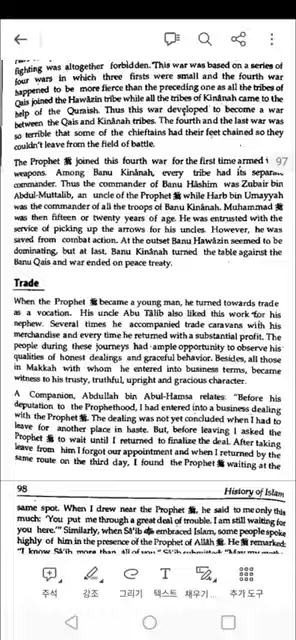 fighting was altogether forbidden. This war was based on a series of
four wars in which three firsts were small and the fourth war
happened to be more fierce than the preceding one as all the tribes of
Qais joined the Hawāzin tribe while all the tribes of Kinānah came to the
help of the Quraish. Thus this war developed to become a war
between the Qais and Kinānah tribes. The fourth and the last war was
so terrible that some of the chieftains had their feet chained so they
couldn't leave from the field of battle.
The Prophet ﷺ joined this fourth war for the first time armed
97
weapons. Among Banu Kinānah, every tribe had its separate
commander. Thus the commander of Banu Hāshim was Zubair bin
Abdul-Muttalib, an uncle of the Prophet ﷺ while Harb bin Umayyah
was the commander of all the troops of Banu Kinānah. Muhammad ﷺ
was then fifteen or twenty years of age. He was entrusted with the
service of picking up the arrows for his uncles. However, he was
saved from combat action. At the outset Banu Hawāzin seemed to be
dominating, but at last, Banu Kinānah turned the table against the
Banu Qais and war ended on peace treaty.
Trade
When the Prophet ﷺ became a young man, he turned towards trade
as a vocation. His uncle Abu Tālib also liked this work for his
nephew. Several times he accompanied trade caravans with his
merchandise and every time he returned with a substantial profit. The
people during these journeys had ample opportunity to observe his
qualities of honest dealings and graceful behavior. Besides, all those
in Makkah with whom he entered into business terms, became
witness to his trusty, truthful, upright and gracious character.
A Companion, Abdullah bin Abul-Hamsa relates: "Before his
deputation to the Prophethood, I had entered into a business dealing
with the Prophet ﷺ. The dealing was not yet concluded when I had to
leave for another place in haste. But, before leaving I asked the
Prophet ﷺ to wait until I returned to finalize the deal. After taking
leave from him I forgot our appointment and when I returned by the
same route on the third day, I found the Prophet ﷺ waiting at the
98 History of Islam
same spot. When I drew near the Prophet ﷺ, he said to me only this
much: 'You put me through a great deal of trouble. I am still waiting for
you here.'" Similarly, when Sā'ib embraced Islam, some people spoke
highly of him in the presence of the Prophet of Allāh ﷺ. He ﷺ remarked:
"I know Sā'ib more than all of you." Sā'ib submitted: "May my
주석 강조 그리기 텍스트 채우기... 추가 도구